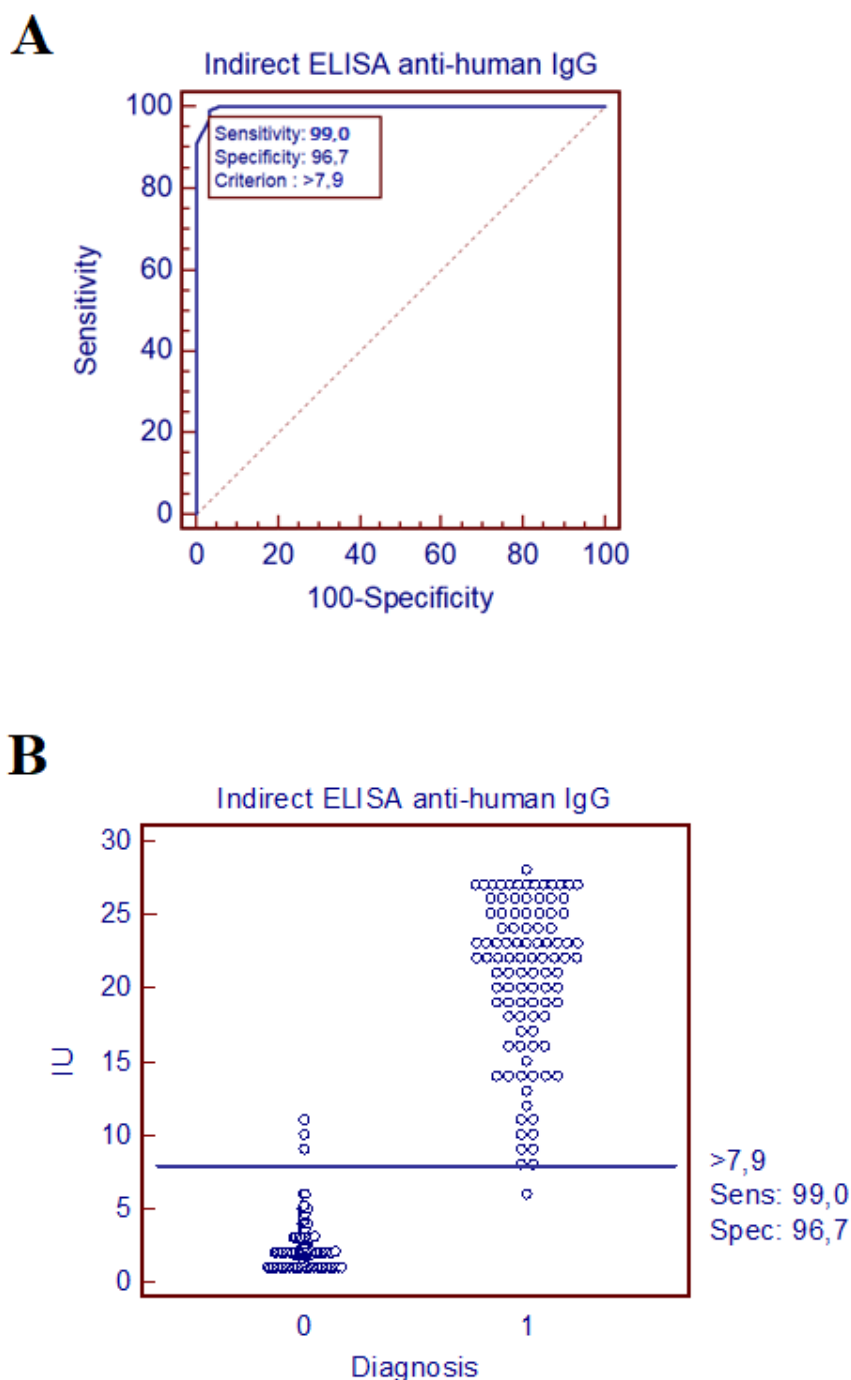 A
Indirect ELISA anti-human IgG
100
80
60
40
20
0
Sensitivity
Sensitivity: 99,0
Specificity: 96,7
Criterion : >7,9
0 20 40 60 80 100
100-Specificity
B
Indirect ELISA anti-human IgG
30
25
20
15
10
5
0
IU
>7,9
Sens: 99,0
Spec: 96,7
0 1
Diagnosis